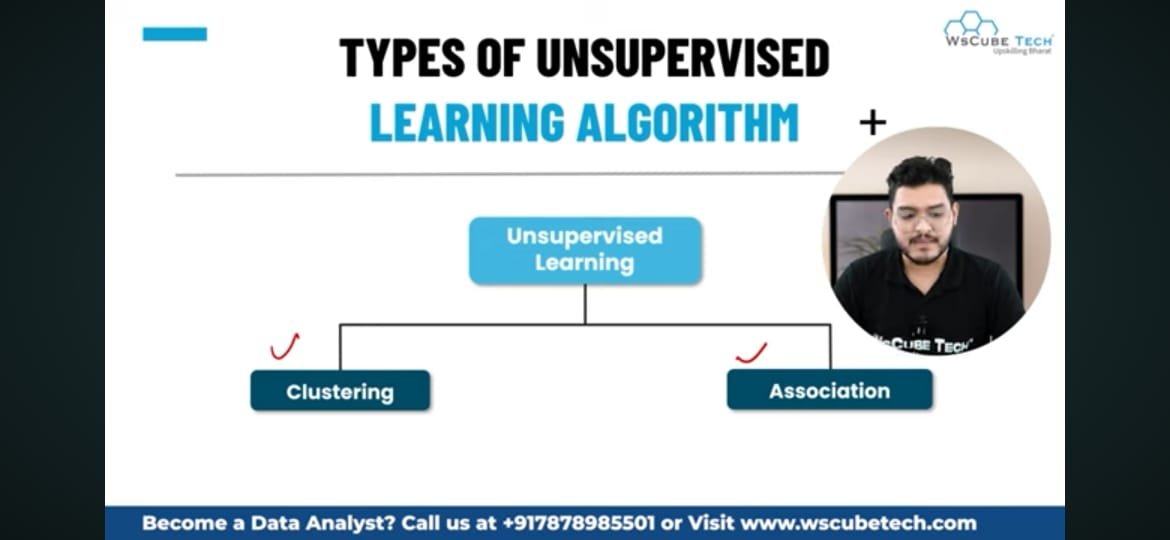 WsCube Tech
Upskilling Bharat
TYPES OF UNSUPERVISED
LEARNING ALGORITHM
+
Unsupervised
Learning
WsCube Tech
Clustering
Association
Become a Data Analyst? Call us at +917878985501 or Visit www.wscubetech.com